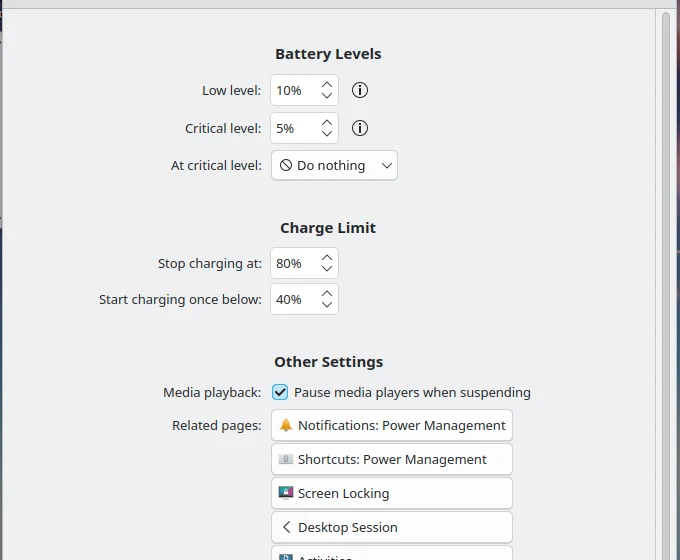 Battery Levels
Low level: 10%
Critical level: 5%
At critical level: Do nothing
Charge Limit
Stop charging at: 80%
Start charging once below: 40%
Other Settings
Media playback: Pause media players when suspending
Related pages: Notifications: Power Management
Shortcuts: Power Management
Screen Locking
Desktop Session
Activities